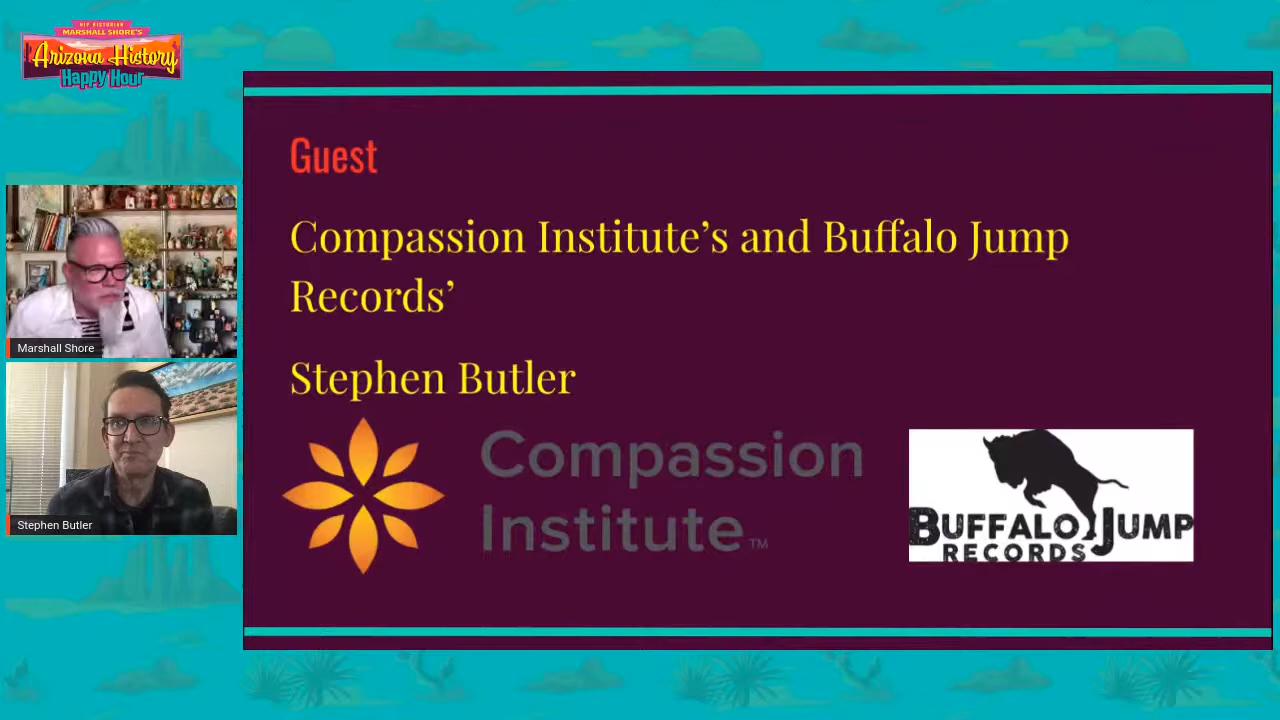 HIP HISTORIAN
MARSHALL SHORE'S
Arizona History
Happy Hour
Guest
Compassion Institute’s and Buffalo Jump
Records’
Stephen Butler
Compassion
Institute™
BUFFALO JUMP
RECORDS
Marshall Shore
Stephen Butler